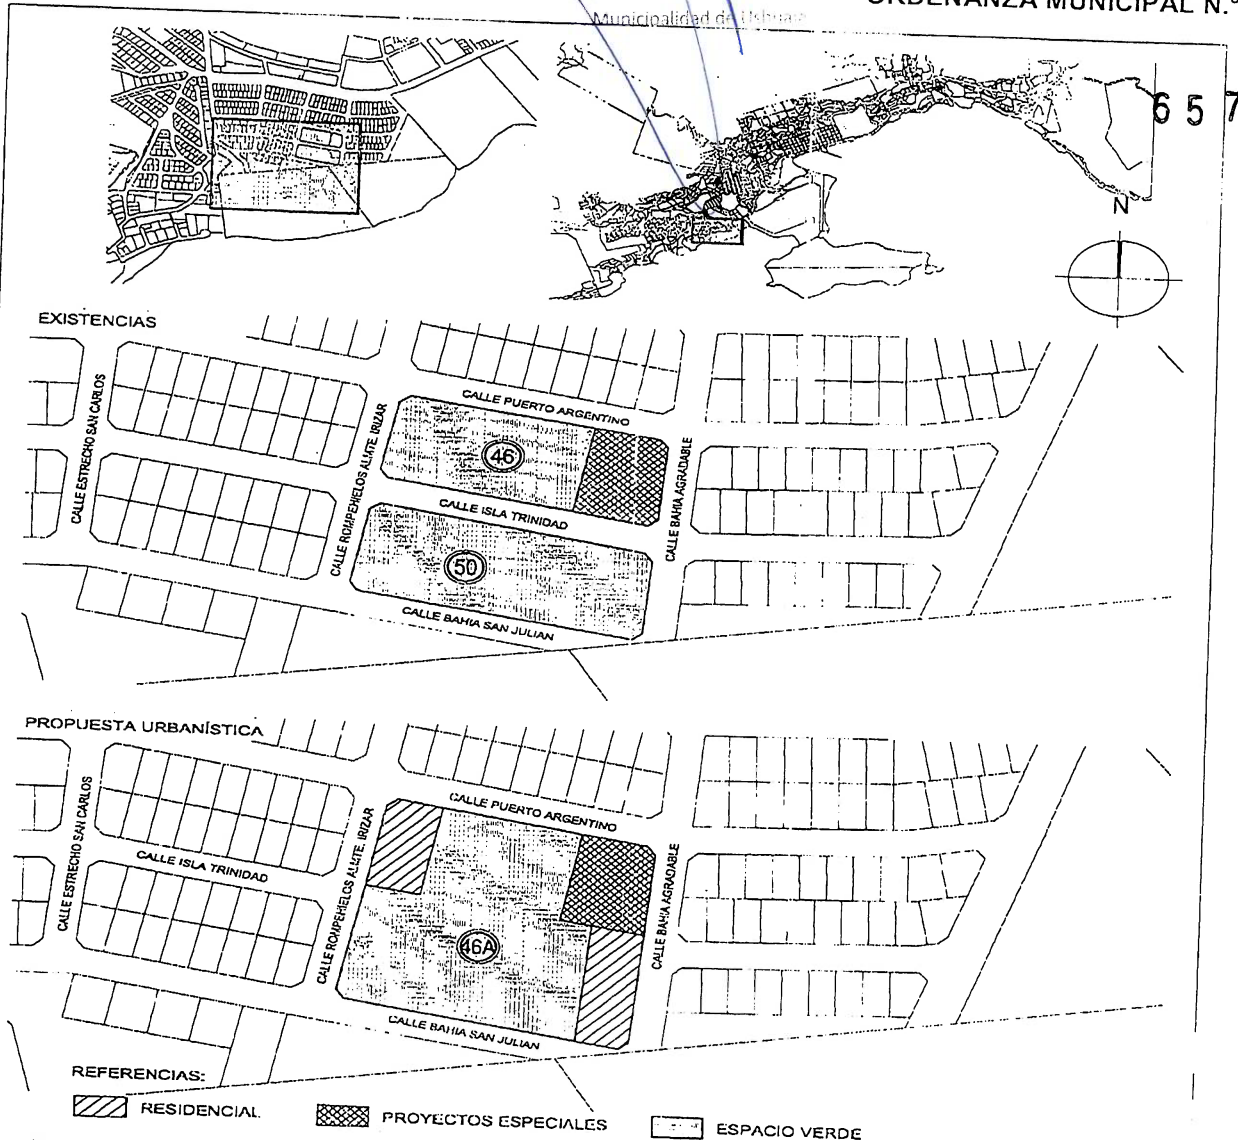 ORDENANZA MUNICIPAL N.º
Municipalidad de Ushuaia
657
N
EXISTENCIAS
CALLE ESTRECHO SAN CARLOS
CALLE ROMPEHIELOS ALMTE. IRIZAR
CALLE PUERTO ARGENTINO
46
CALLE ISLA TRINIDAD
CALLE BAHIA AGRADABLE
50
CALLE BAHIA SAN JULIAN
PROPUESTA URBANÍSTICA
CALLE ESTRECHO SAN CARLOS
CALLE ISLA TRINIDAD
CALLE ROMPEHIELOS ALMTE. IRIZAR
CALLE PUERTO ARGENTINO
CALLE BAHIA AGRADABLE
46A
CALLE BAHIA SAN JULIAN
REFERENCIAS:
RESIDENCIAL
PROYECTOS ESPECIALES
ESPACIO VERDE